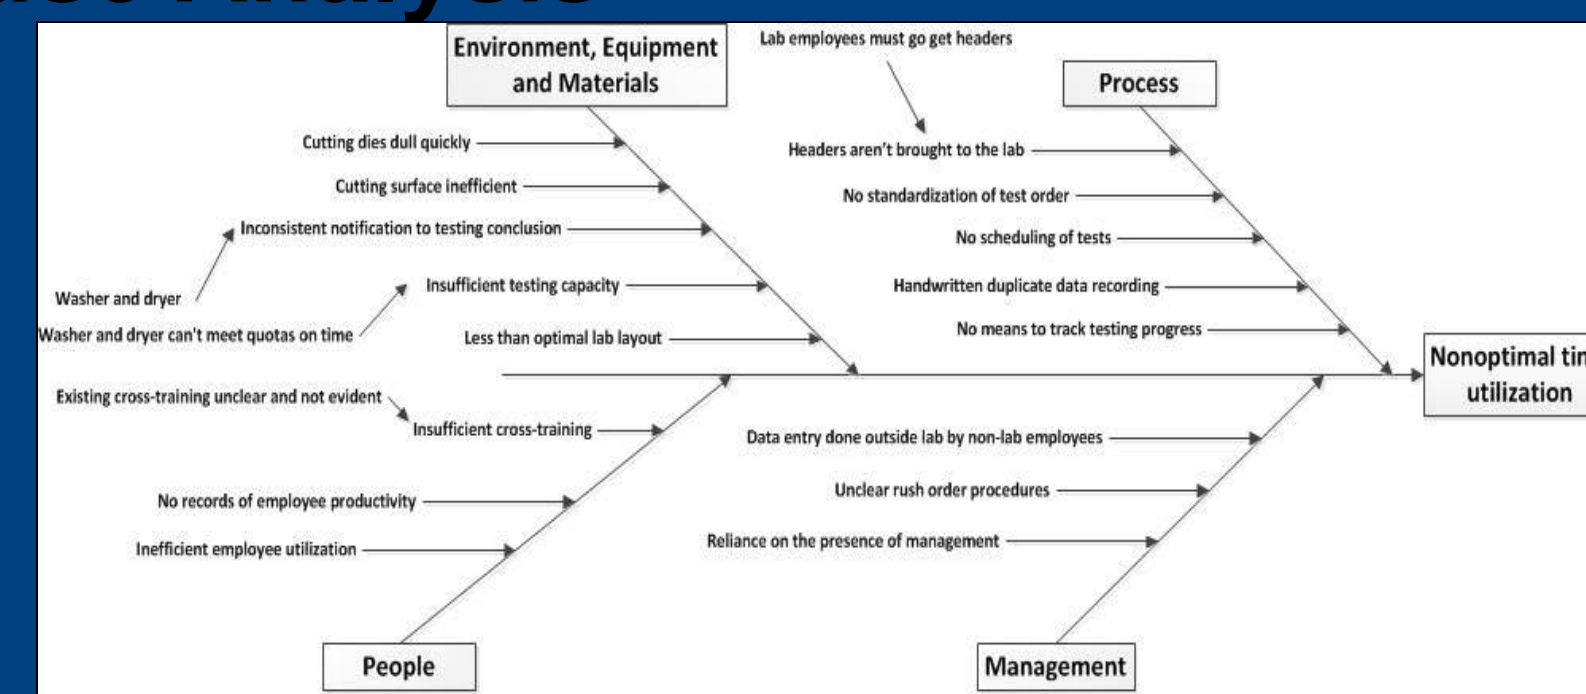 Analysis
Environment, Equipment
and Materials
Cutting dies dull quickly
Cutting surface inefficient
Inconsistent notification to testing conclusion
Washer and dryer
Insufficient testing capacity
Washer and dryer can't meet quotas on time
Less than optimal lab layout
Lab employees must go get headers
Process
Headers aren't brought to the lab
No standardization of test order
No scheduling of tests
Handwritten duplicate data recording
No means to track testing progress
Nonoptimal
utilization
Existing cross-training unclear and not evident
Insufficient cross-training
No records of employee productivity
Inefficient employee utilization
People
Data entry done outside lab by non-lab employees
Unclear rush order procedures
Reliance on the presence of management
Management